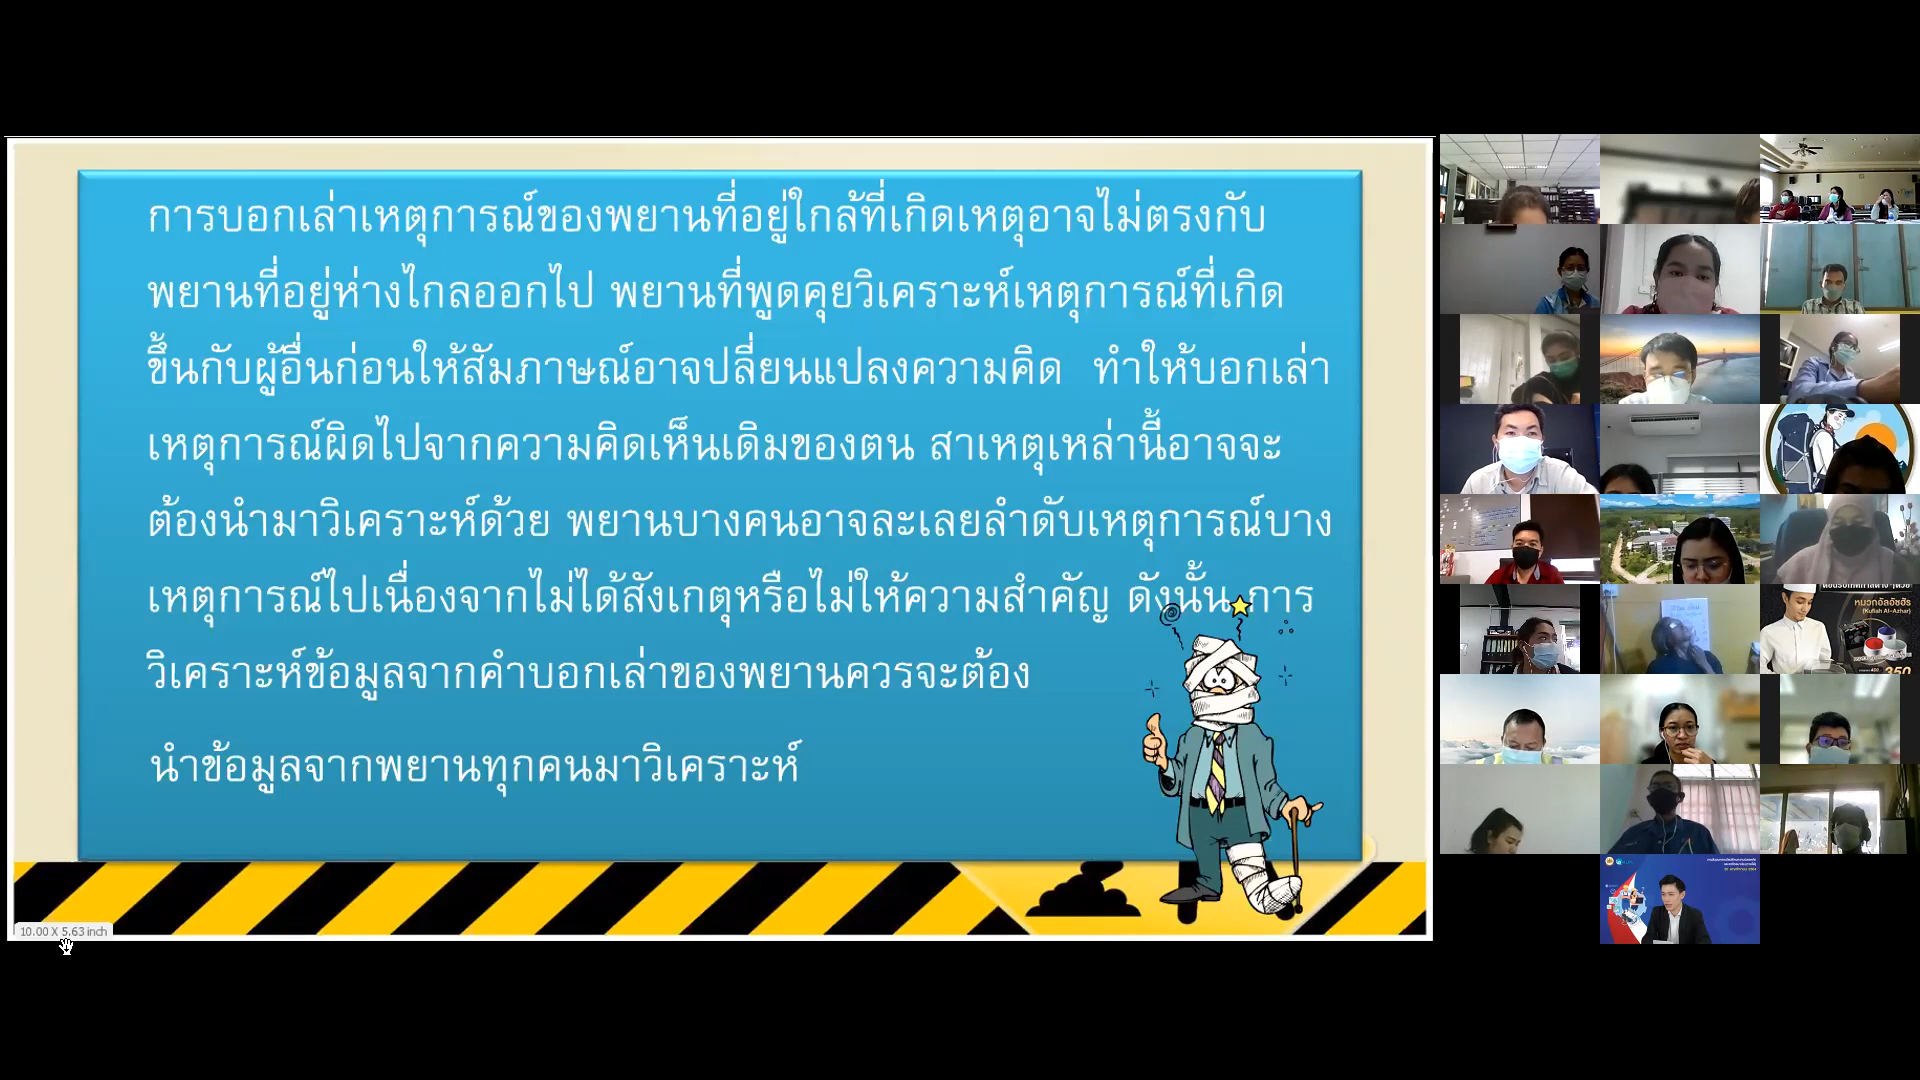 การบอกเล่าเหตุการณ์ของพยานที่อยู่ใกล้ที่เกิดเหตุอาจไม่ตรงกับ
พยานที่อยู่ห่างไกลออกไป พยานที่พูดคุยวิเคราะห์เหตุการณ์ที่เกิด
ขึ้นกับผู้อื่นก่อนให้สัมภาษณ์อาจปลี่ยนแปลงความคิด ทำให้บอกเล่า
เหตุการณ์ผิดไปจากความคิดเห็นเดิมของตน สาเหตุเหล่านี้อาจจะ
ต้องนำมาวิเคราะห์ด้วย พยานบางคนอาจละเลยลำดับเหตุการณ์บาง
เหตุการณ์ไปเนื่องจากไม่ได้สังเกตุหรือไม่ให้ความสำคัญ ดังนั้น การ
วิเคราะห์ข้อมูลจากคำบอกเล่าของพยานควรจะต้อง
นำข้อมูลจากพยานทุกคนมาวิเคราะห์
10.00 X 5.63 inch
หมวกอัลอัซฮัร
(Kufiah Al-Azhar)
350